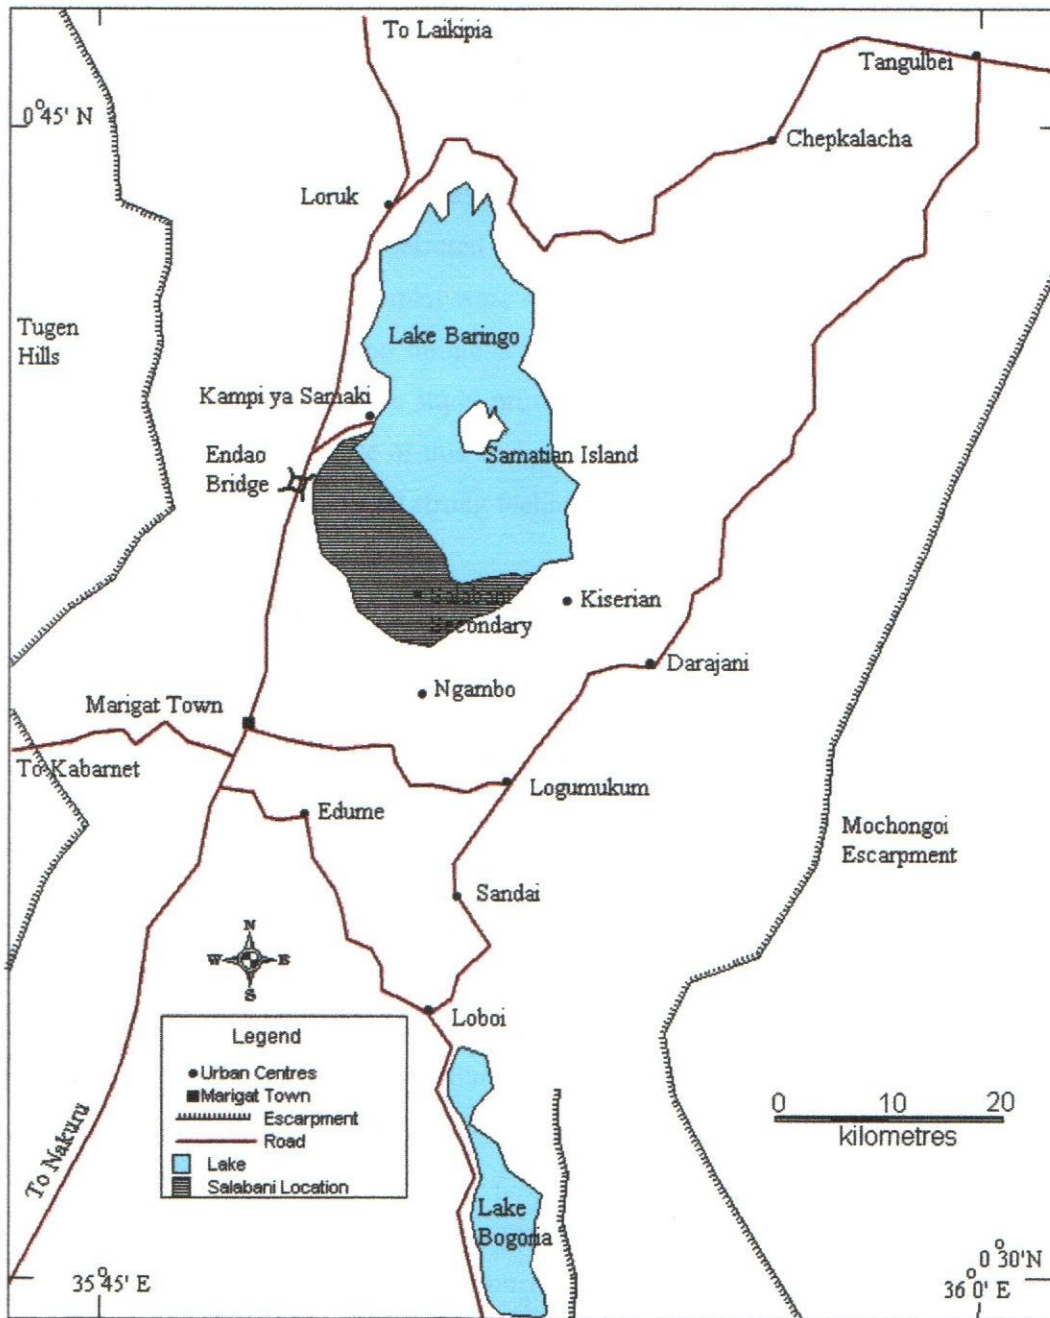 To Laikipia
Tangulbei
0°45' N
Chepkalacha
Loruk
Tugen
Hills
Lake Baringo
Kampi ya Samaki
Samatian Island
Endao
Bridge
Salabani
Secondary
Kiserian
Darajani
Ngambo
Marigat Town
To Kabarnet
Logumukum
Edume
Mochongoi
Escarpment
Sandai
N
W E
S
Loboi
Legend
Urban Centres
Marigat Town
Escarpment
Road
Lake
Salabani Location
0 10 20
kilometres
To Nakuru
Lake
Bogoria
35°45' E
0°30'N
36°0' E